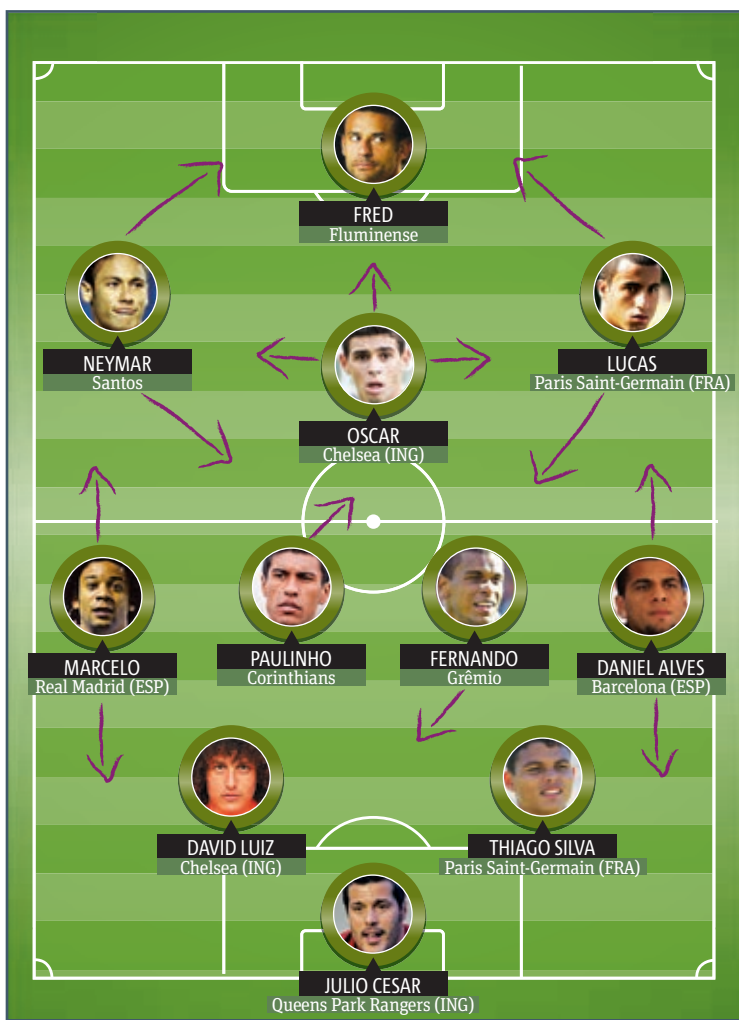 FRED
Fluminense
NEYMAR
Santos
LUCAS
Paris Saint-Germain (FRA)
OSCAR
Chelsea (ING)
MARCELO
Real Madrid (ESP)
PAULINHO
Corinthians
FERNANDO
Grêmio
DANIEL ALVES
Barcelona (ESP)
DAVID LUIZ
Chelsea (ING)
THIAGO SILVA
Paris Saint-Germain (FRA)
JULIO CESAR
Queens Park Rangers (ING)